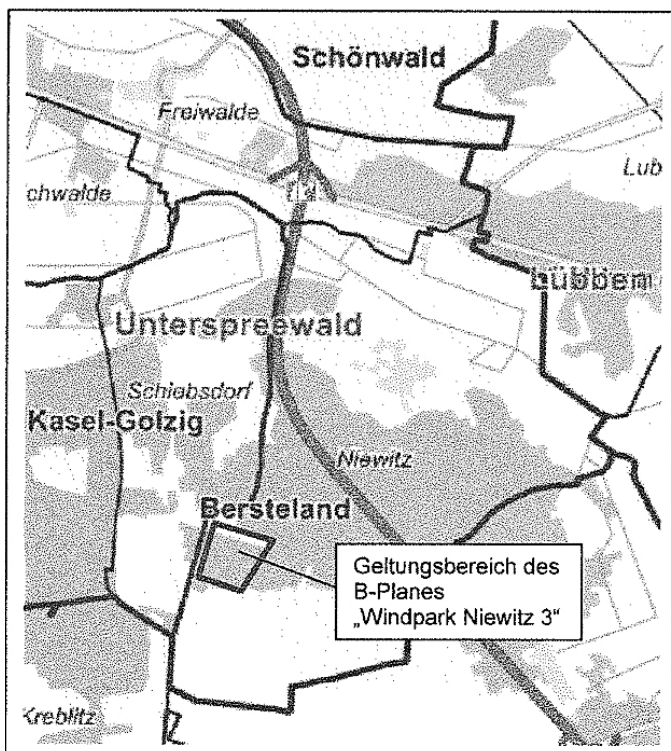 Schönwald
Freiwalde
chwalde
Lub
Lübben
Unterspreewald
Schiebsdorf
Kasel-Golzig
Niewitz
Bersteland
Geltungsbereich des
B-Planes
„Windpark Niewitz 3“
Kreblitz